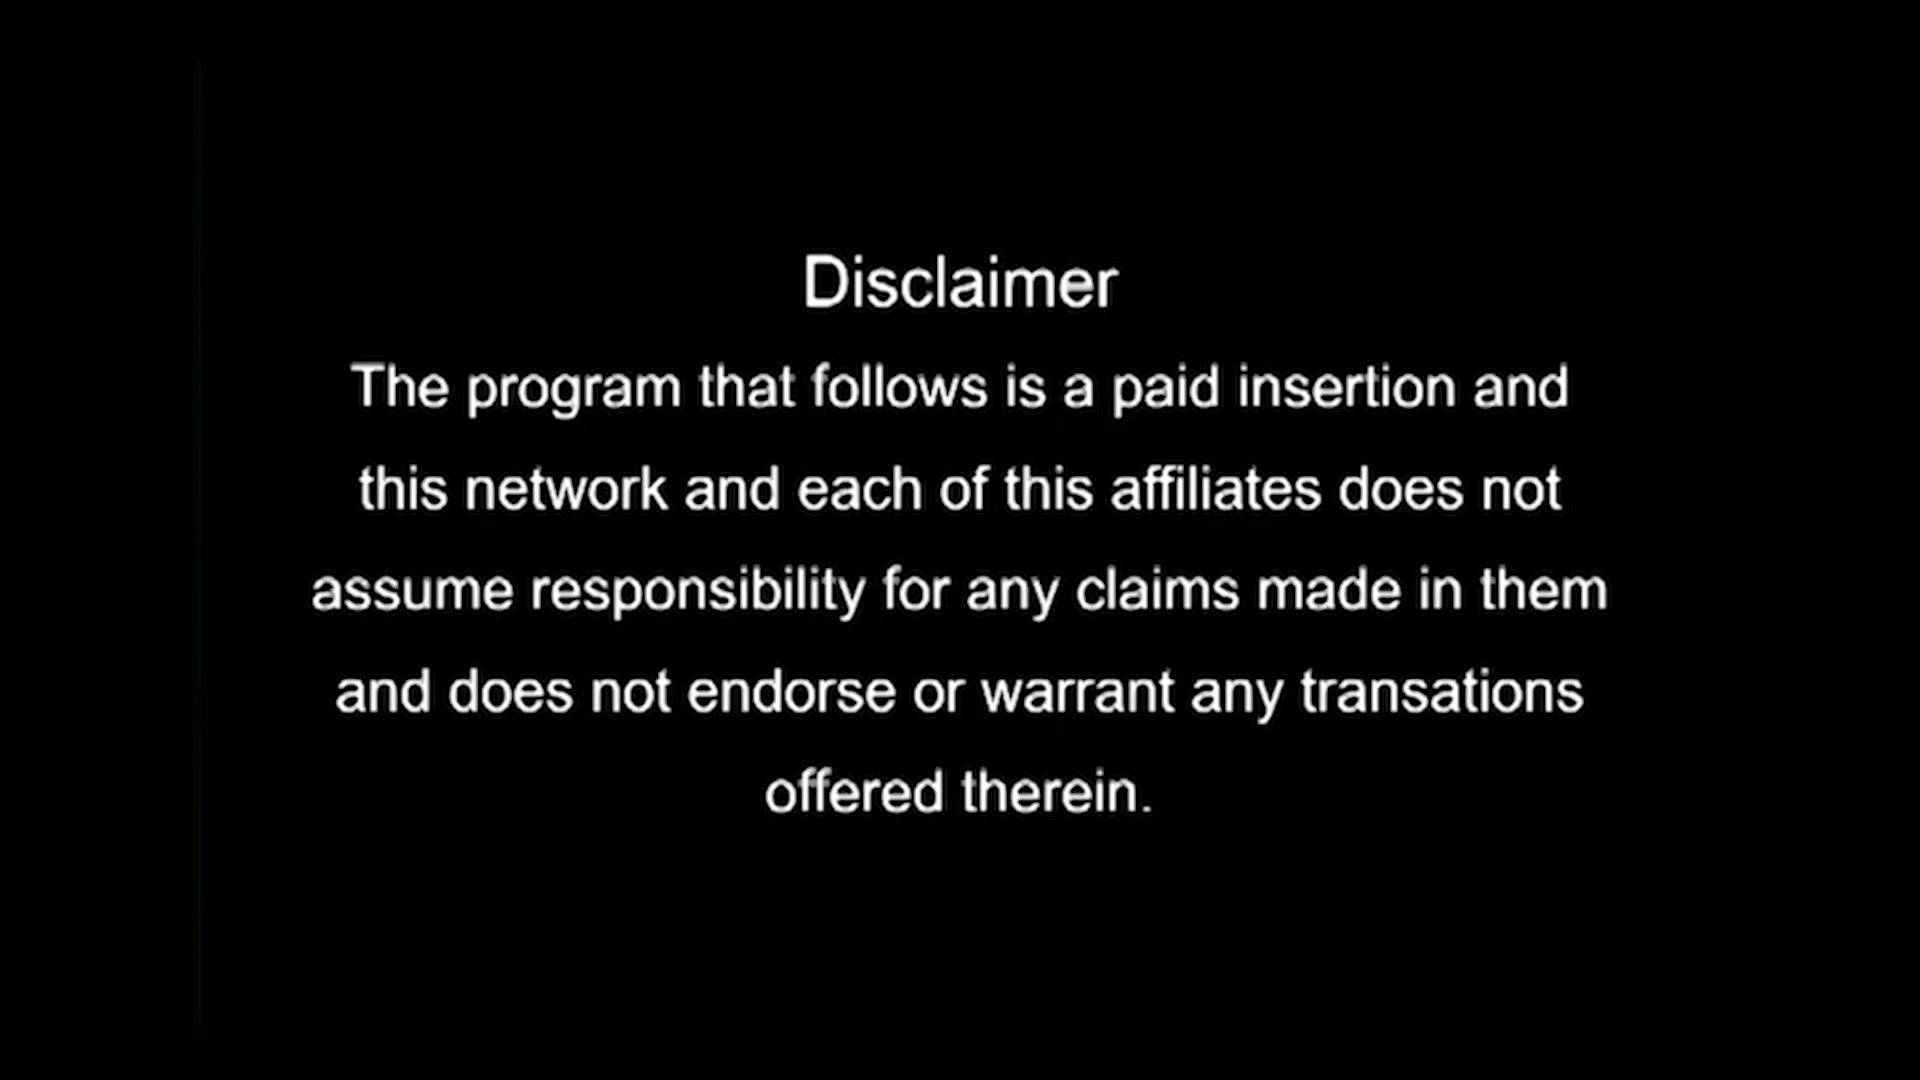 Disclaimer
The program that follows is a paid insertion and
this network and each of this affiliates does not
assume responsibility for any claims made in them
and does not endorse or warrant any transations
offered therein.